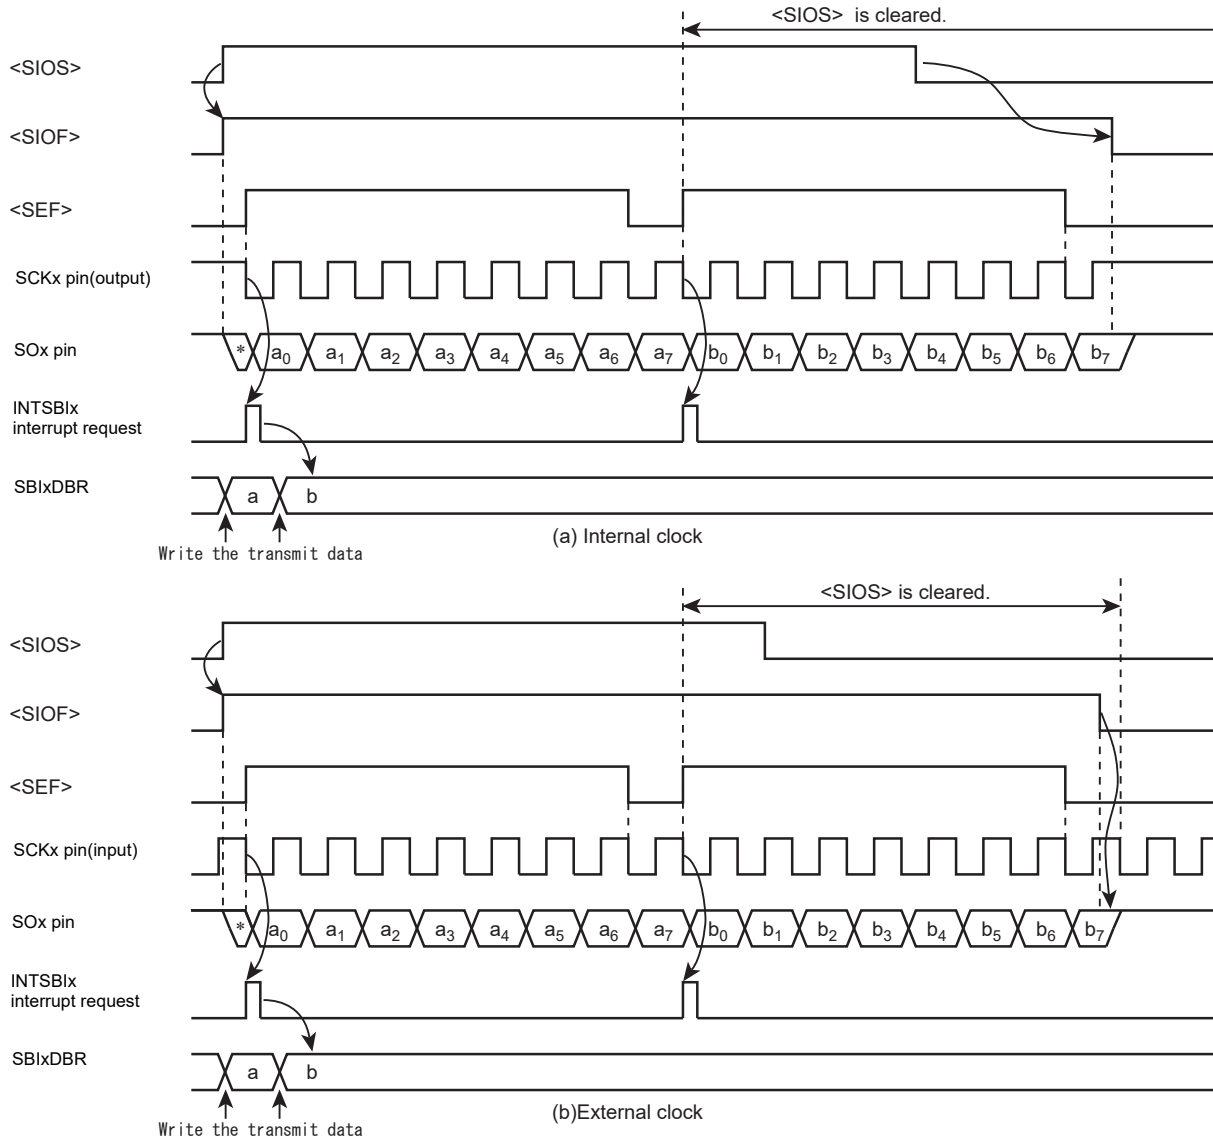 <SIOS> is cleared.
<SIOS>
<SIOF>
<SEF>
SCKx pin(output)
SOx pin
* a0 a1 a2 a3 a4 a5 a6 a7 b0 b1 b2 b3 b4 b5 b6 b7
INTSBIx
interrupt request
SBIxDBR
a b
(a) Internal clock
Write the transmit data
<SIOS> is cleared.
<SIOS>
<SIOF>
<SEF>
SCKx pin(input)
SOx pin
* a0 a1 a2 a3 a4 a5 a6 a7 b0 b1 b2 b3 b4 b5 b6 b7
INTSBIx
interrupt request
SBIxDBR
a b
(b)External clock
Write the transmit data